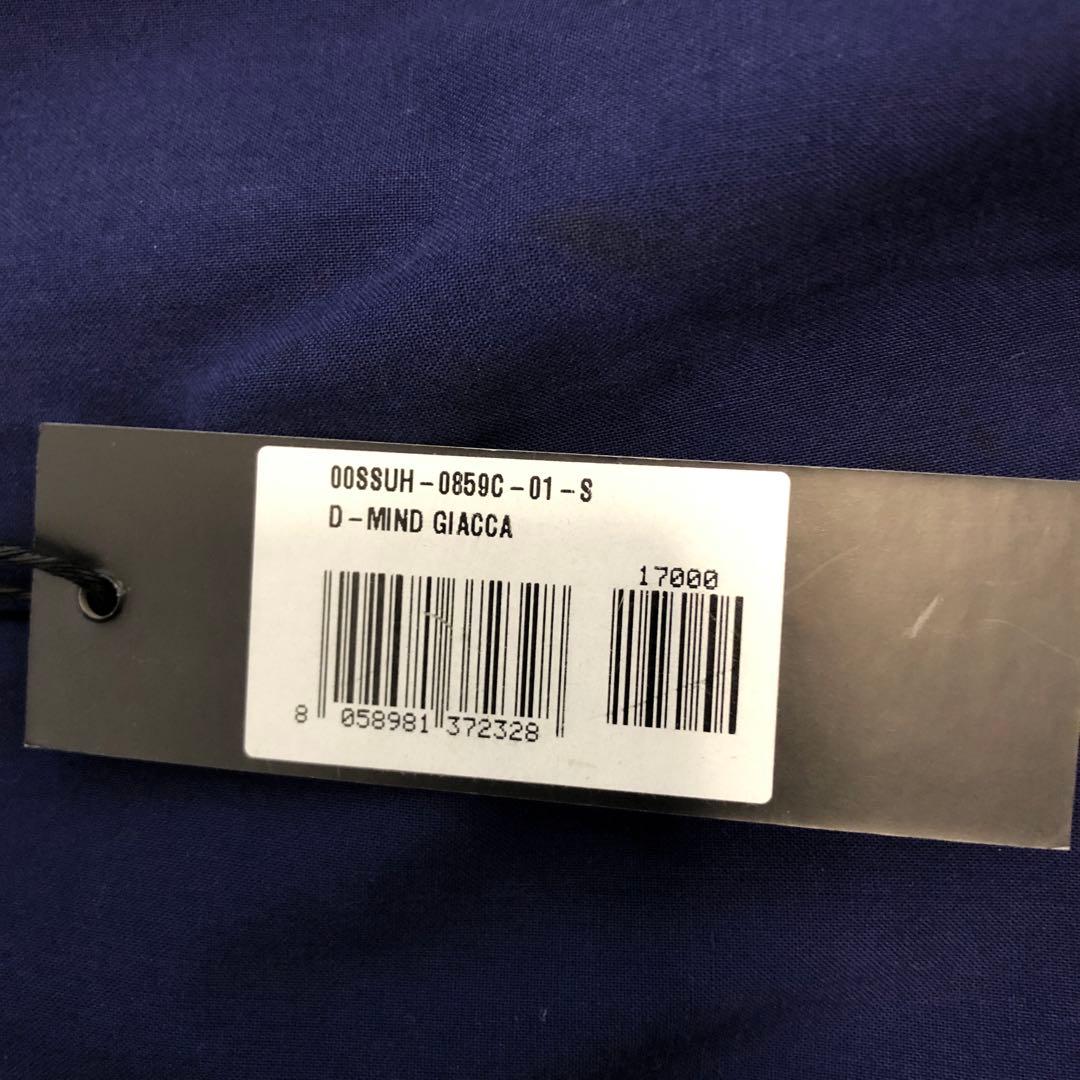 00SSUH-0859C-01-S
D-MIND GIACCA
17000
8 058981 372328